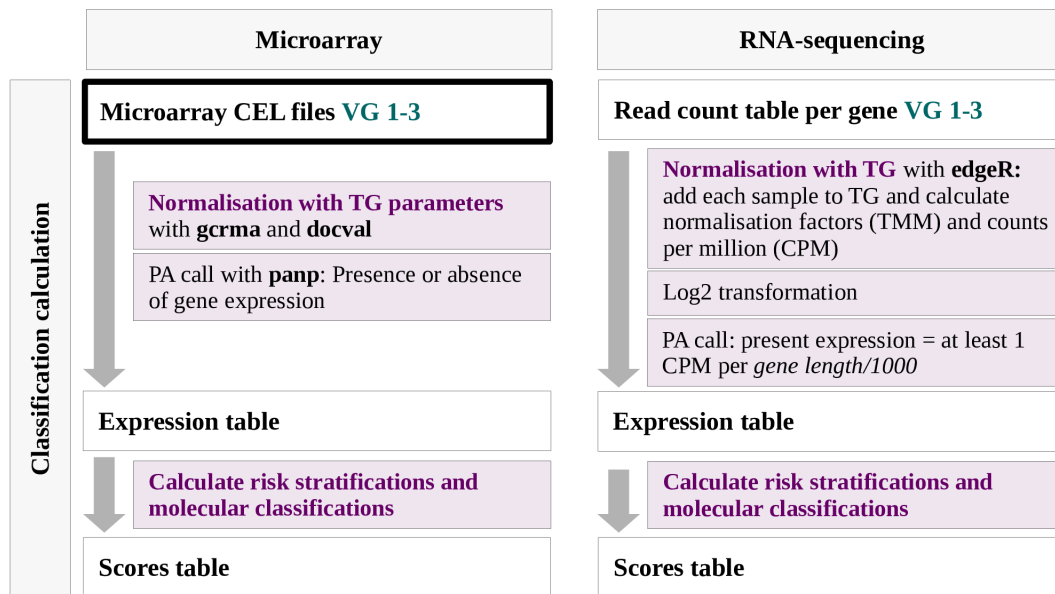 Microarray
RNA-sequencing
Classification calculation
Microarray CEL files VG 1-3
Normalisation with TG parameters
with gcrma and docval
PA call with panp: Presence or absence
of gene expression
Expression table
Calculate risk stratifications and
molecular classifications
Scores table
Read count table per gene VG 1-3
Normalisation with TG with edgeR:
add each sample to TG and calculate
normalisation factors (TMM) and counts
per million (CPM)
Log2 transformation
PA call: present expression = at least 1
CPM per gene length/1000
Expression table
Calculate risk stratifications and
molecular classifications
Scores table